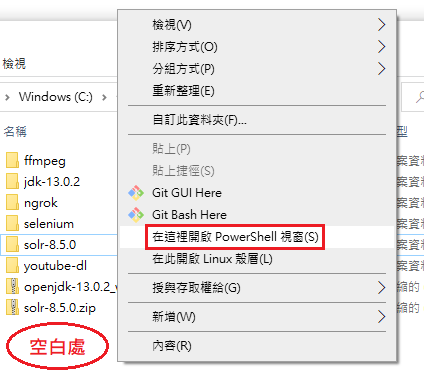 檢視
Windows (C:)
名稱
ffmpeg
jdk-13.0.2
ngrok
selenium
solr-8.5.0
youtube-dl
openjdk-13.0.2_
solr-8.5.0.zip
空白處
檢視(V)
排序方式(O)
分組方式(P)
重新整理(E)
自訂此資料夾(F)...
貼上(P)
貼上捷徑(S)
Git GUI Here
Git Bash Here
在這裡開啟 PowerShell 視窗(S)
在此開啟 Linux 殼層(L)
授與存取權給(G)
新增(W)
內容(R)
型
案資料
案資料
案資料
案資料
案資料
案資料
縮的
縮的